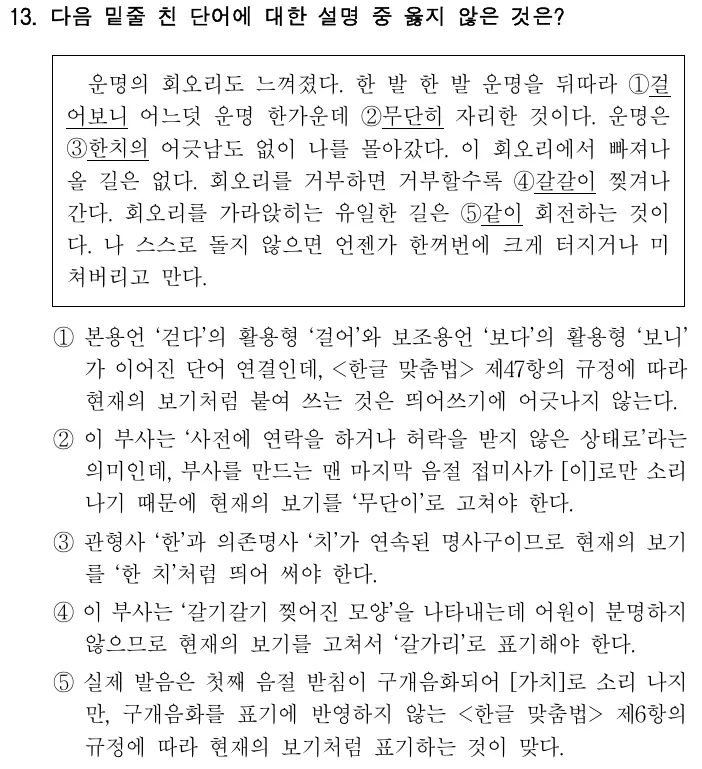 13. 다음 밑줄 친 단어에 대한 설명 중 옳지 않은 것은?
운명의 회오리도 느껴졌다. 한 발 한 발 운명을 뒤따라 ①걸
어보니 어느덧 운명 한가운데 ②무단히 자리한 것이다. 운명은
③한치의 어긋남도 없이 나를 몰아갔다. 이 회오리에서 빠져나
올 길은 없다. 회오리를 거부하면 거부할수록 ④갈갈이 찢겨나
간다. 회오리를 가라앉히는 유일한 길은 ⑤같이 회전하는 것이
다. 나 스스로 돌지 않으면 언젠가 한꺼번에 크게 터지거나 미
쳐버리고 만다.
① 본용언 ‘걷다’의 활용형 ‘걸어’와 보조용언 ‘보다’의 활용형 ‘보니’
가 이어진 단어 연결인데, <한글 맞춤법> 제47항의 규정에 따라
현재의 보기처럼 붙여 쓰는 것은 띄어쓰기에 어긋나지 않는다.
② 이 부사는 ‘사전에 연락을 하거나 허락을 받지 않은 상태로’라는
의미인데, 부사를 만드는 맨 마지막 음절 접미사가 [이]로만 소리
나기 때문에 현재의 보기를 ‘무단이’로 고쳐야 한다.
③ 관형사 ‘한’과 의존명사 ‘치’가 연속된 명사구이므로 현재의 보기
를 ‘한 치’처럼 띄어 써야 한다.
④ 이 부사는 ‘갈기갈기 찢어진 모양’을 나타내는데 어원이 분명하지
않으므로 현재의 보기를 고쳐서 ‘갈가리’로 표기해야 한다.
⑤ 실제 발음은 첫째 음절 받침이 구개음화되어 [가치]로 소리 나지
만, 구개음화를 표기에 반영하지 않는 <한글 맞춤법> 제6항의
규정에 따라 현재의 보기처럼 표기하는 것이 맞다.